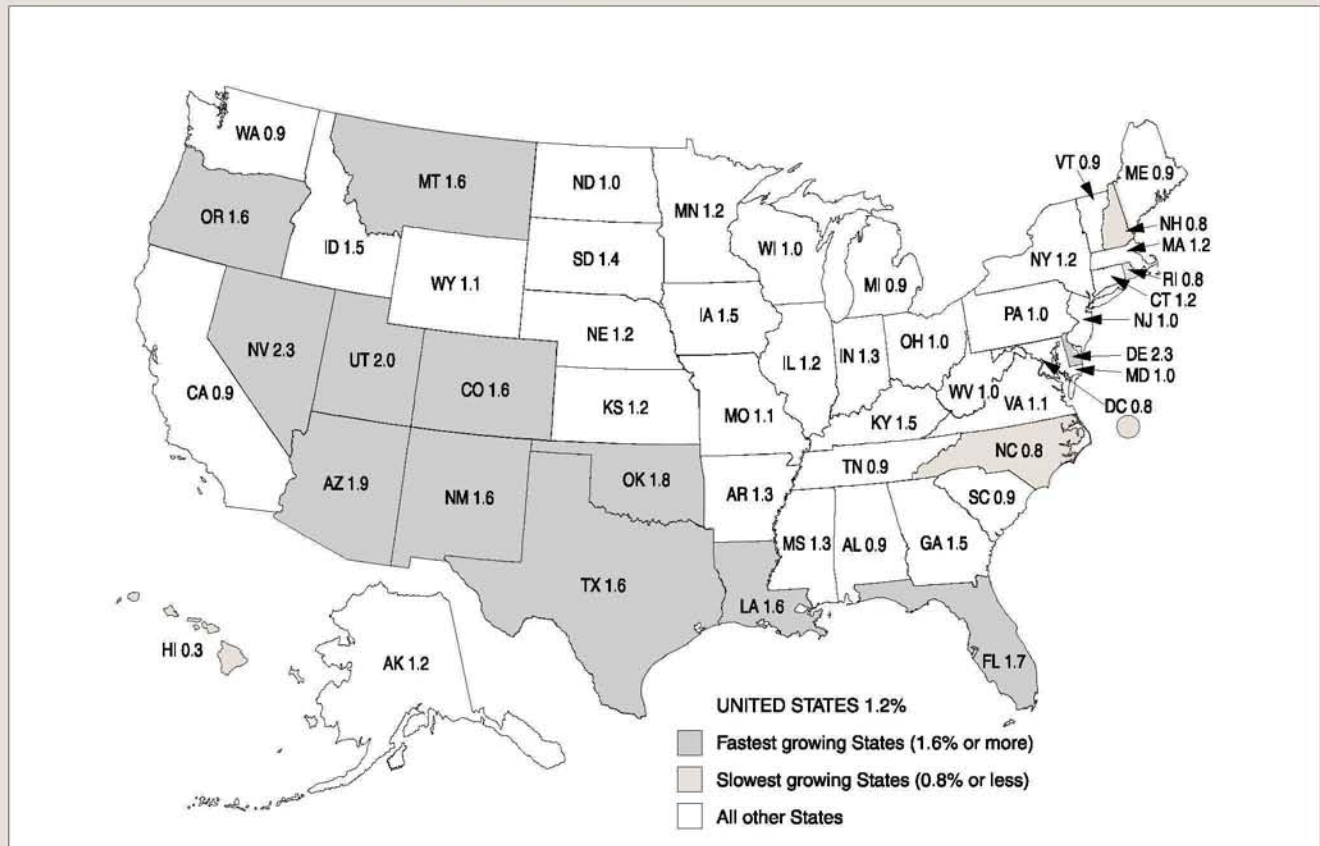 WA 0.9
VT 0.9
ME 0.9
MT 1.6
ND 1.0
MN 1.2
OR 1.6
NH 0.8
MA 1.2
ID 1.5
SD 1.4
WI 1.0
NY 1.2
RI 0.8
WY 1.1
MI 0.9
CT 1.2
IA 1.5
PA 1.0
NJ 1.0
NE 1.2
OH 1.0
NV 2.3
UT 2.0
IL 1.2
IN 1.3
DE 2.3
MD 1.0
CA 0.9
CO 1.6
WV 1.0
VA 1.1
DC 0.8
KS 1.2
MO 1.1
KY 1.5
NC 0.8
TN 0.9
AZ 1.9
NM 1.6
OK 1.8
AR 1.3
SC 0.9
MS 1.3
AL 0.9
GA 1.5
TX 1.6
LA 1.6
HI 0.3
AK 1.2
FL 1.7
UNITED STATES 1.2%
Fastest growing States (1.6% or more)
Slowest growing States (0.8% or less)
All other States